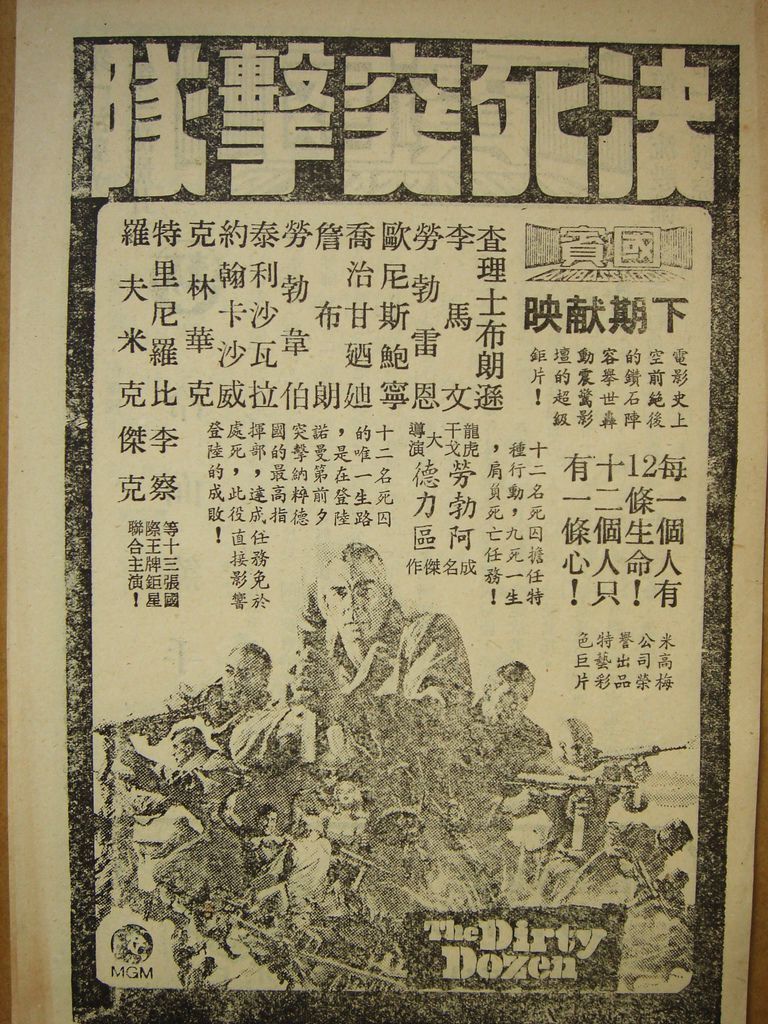 決死突擊隊
國賓
下期献映
電影史上
空前絕後
的鑽石陣
容舉世轟
動震驚影
壇的超級
鉅片！
每一個人有
12條生命！
十二個人只
有一條心！
米高梅
公司榮
譽出品
特藝彩
色巨片
查理士布朗遜
李馬文
勞勃雷恩
歐尼斯鮑寧
喬治甘迺廸
詹布朗
勞勃韋伯
泰利沙瓦拉
約翰卡沙威
克林華克
特里尼羅比李察
羅夫米克傑克
等十三張國
際王牌鉅星
聯合主演！
十二名死囚擔任特
種行動，九死一生
，肩負死亡任務！
龍虎干戈大導演
勞勃阿德力區
成名傑作
十二名死囚
的唯一生路
，是在登陸
諾曼第前夕
突擊納粹德
國的最高指
揮部，達成任務免於
處死，此役直接影響
登陸的成敗！
The Dirty
Dozen
MGM